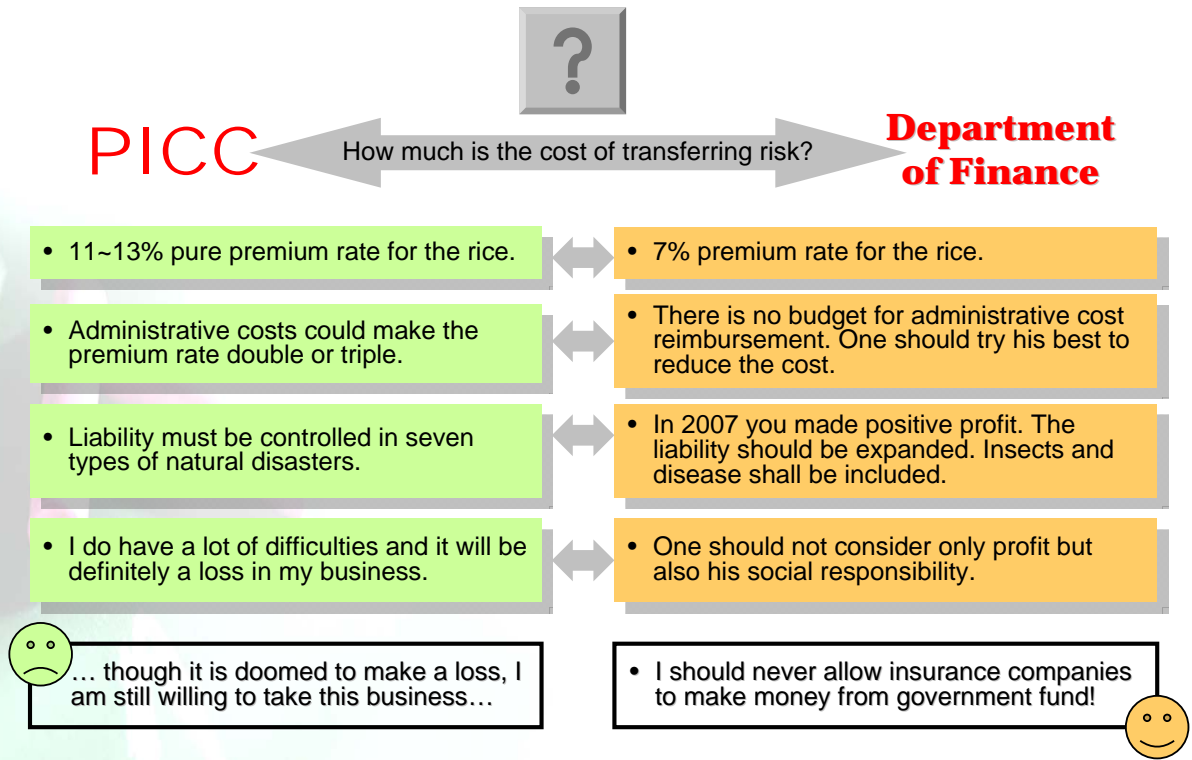 ?
PICC
How much is the cost of transferring risk?
Department
of Finance
• 11~13% pure premium rate for the rice.
• 7% premium rate for the rice.
• Administrative costs could make the
premium rate double or triple.
• There is no budget for administrative cost
reimbursement. One should try his best to
reduce the cost.
• Liability must be controlled in seven
types of natural disasters.
• In 2007 you made positive profit. The
liability should be expanded. Insects and
disease shall be included.
• I do have a lot of difficulties and it will be
definitely a loss in my business.
• One should not consider only profit but
also his social responsibility.
… though it is doomed to make a loss, I
am still willing to take this business…
• I should never allow insurance companies
to make money from government fund!